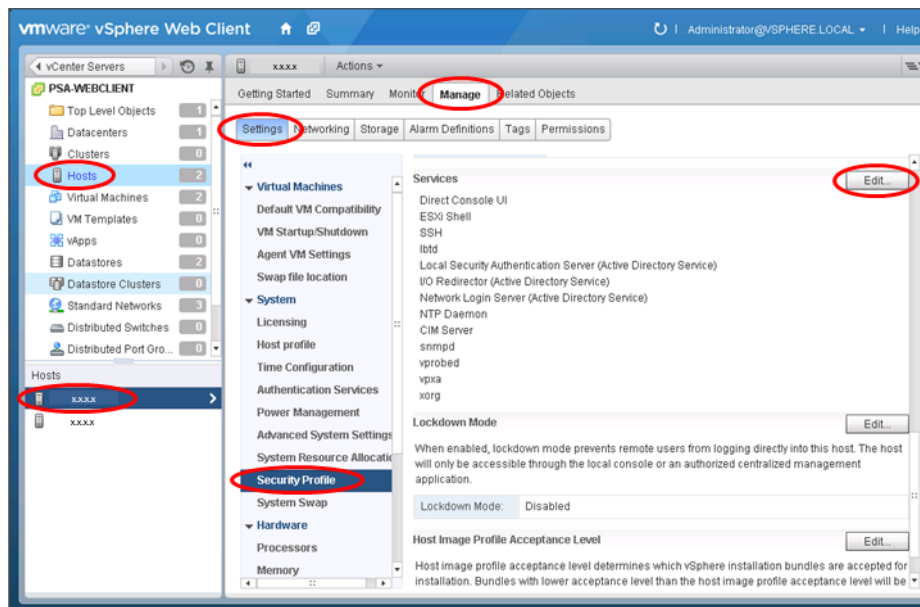 vmware® vSphere Web Client
Administrator@VSPHERE.LOCAL
Help
vCenter Servers
PSA-WEBCLIENT
Top Level Objects 1
Datacenters 1
Clusters 0
Hosts 2
Virtual Machines 2
VM Templates 0
vApps 0
Datastores 2
Datastore Clusters 0
Standard Networks 3
Distributed Switches 0
Distributed Port Gro... 0
Hosts
x.x.x.x
x.x.x.x
x.x.x.x Actions
Getting Started Summary Monitor Manage Related Objects
Settings Networking Storage Alarm Definitions Tags Permissions
Virtual Machines
Default VM Compatibility
VM Startup/Shutdown
Agent VM Settings
Swap file location
System
Licensing
Host profile
Time Configuration
Authentication Services
Power Management
Advanced System Settings
System Resource Allocatio
Security Profile
System Swap
Hardware
Processors
Memory
Services Edit...
Direct Console UI
ESXi Shell
SSH
lbtd
Local Security Authentication Server (Active Directory Service)
I/O Redirector (Active Directory Service)
Network Login Server (Active Directory Service)
NTP Daemon
CIM Server
snmpd
vprobed
vpxa
xorg
Lockdown Mode Edit...
When enabled, lockdown mode prevents remote users from logging directly into this host. The host
will only be accessible through the local console or an authorized centralized management
application.
Lockdown Mode: Disabled
Host Image Profile Acceptance Level Edit...
Host image profile acceptance level determines which vSphere installation bundles are accepted for
installation. Bundles with lower acceptance level than the host image profile acceptance level will be